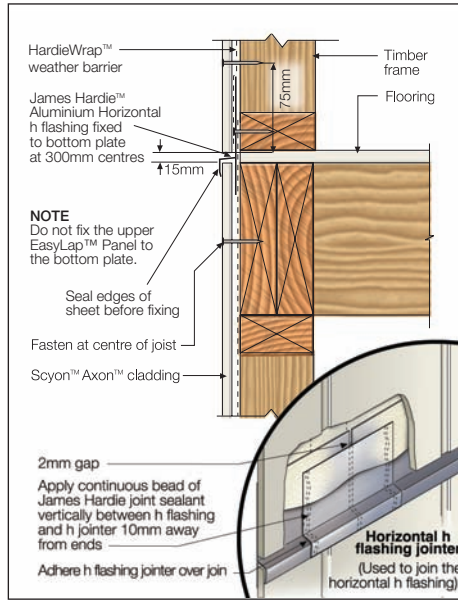 HardieWrap™
weather barrier
James Hardie™
Aluminium Horizontal
h flashing fixed
to bottom plate
at 300mm centres
15mm
75mm
Timber
frame
Flooring
NOTE
Do not fix the upper
EasyLap™ Panel to
the bottom plate.
Seal edges of
sheet before fixing
Fasten at centre of joist
Scyon™ Axon™ cladding
2mm gap
Apply continuous bead of
James Hardie joint sealant
vertically between h flashing
and h jointer 10mm away
from ends
Adhere h flashing jointer over join
Horizontal h
flashing jointer
(Used to join the
horizontal h flashing)